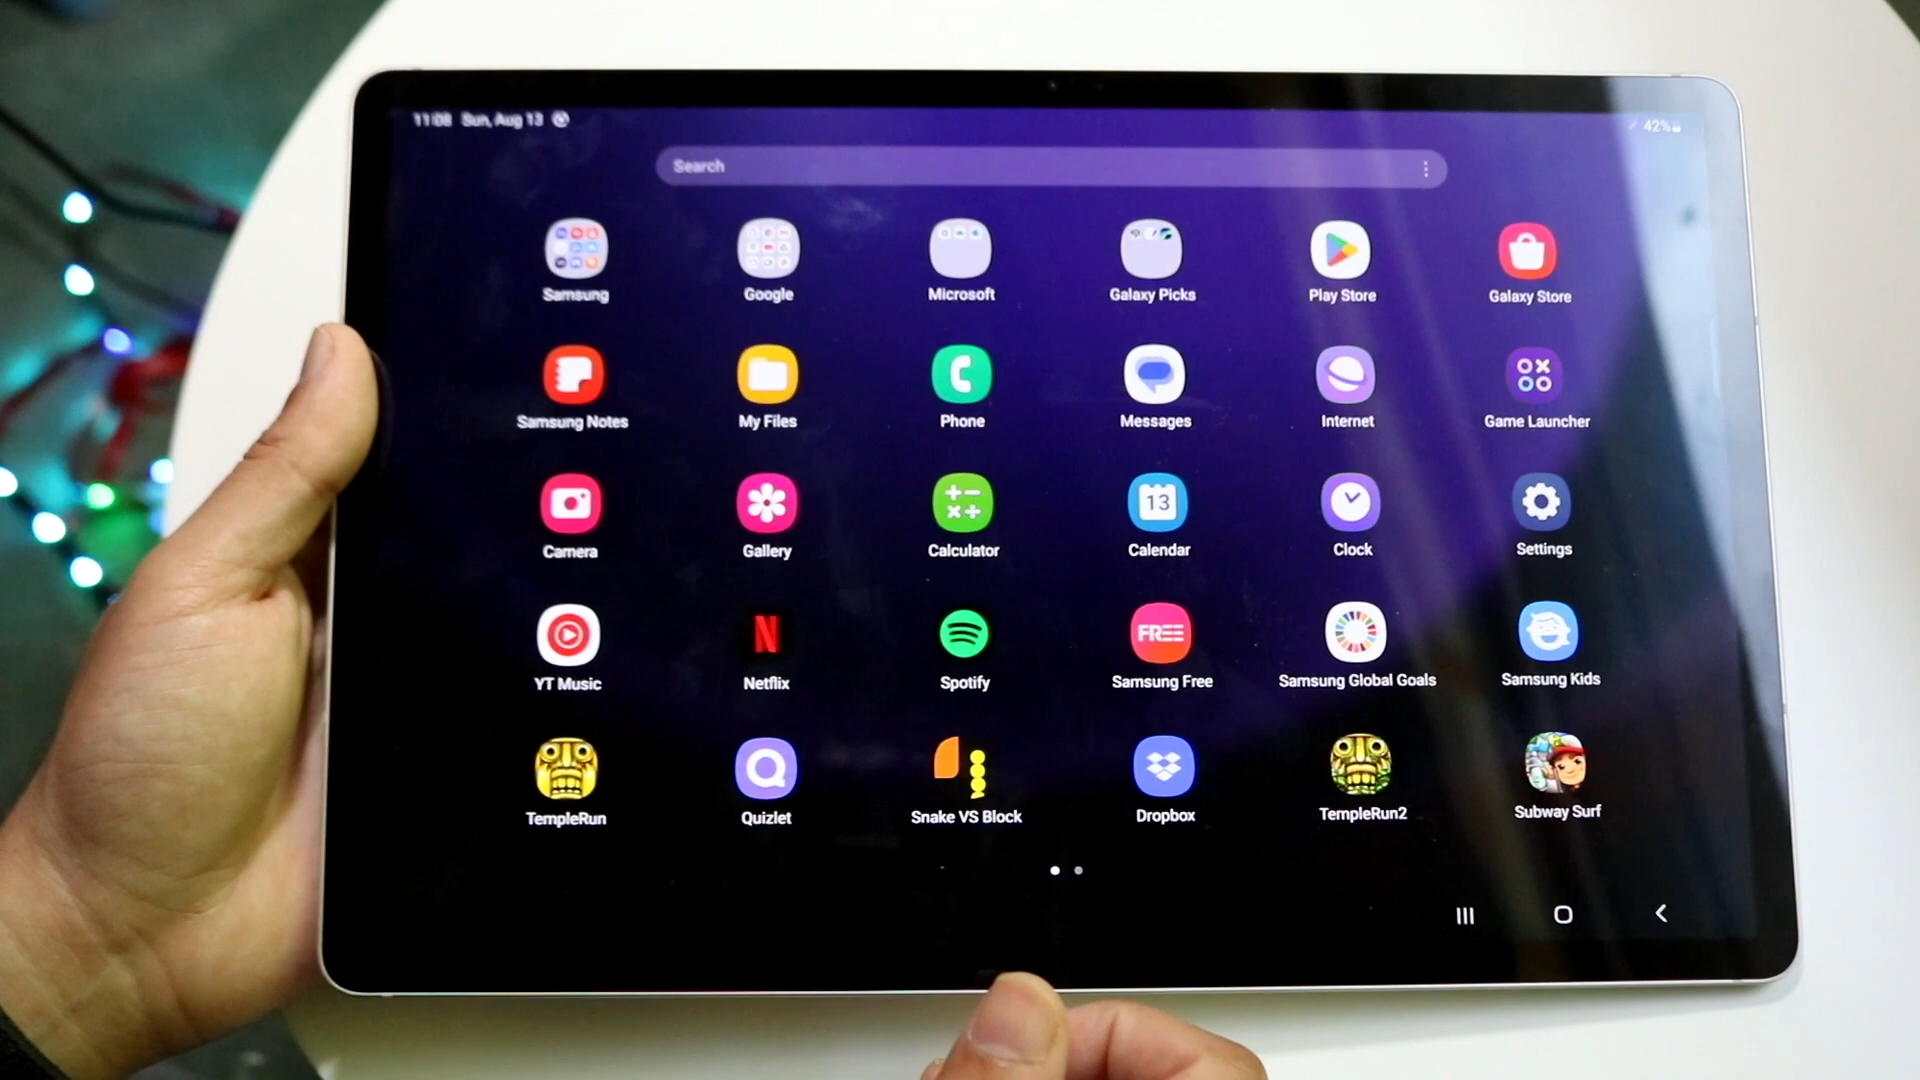 11:08 Sun, Aug 13
42%
Search
Samsung Google Microsoft Galaxy Picks Play Store Galaxy Store
Samsung Notes My Files Phone Messages Internet Game Launcher
13
Camera Gallery Calculator Calendar Clock Settings
FREE
YT Music Netflix Spotify Samsung Free Samsung Global Goals Samsung Kids
TempleRun Quizlet Snake VS Block Dropbox TempleRun2 Subway Surf